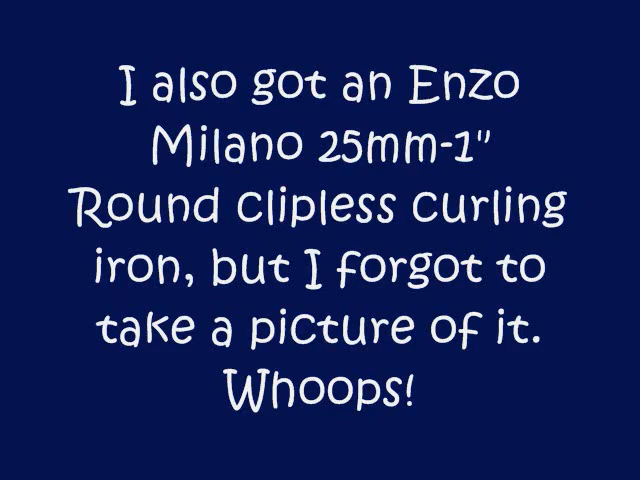 I also got an Enzo
Milano 25mm-1"
Round clipless curling
iron, but I forgot to
take a picture of it.
Whoops!